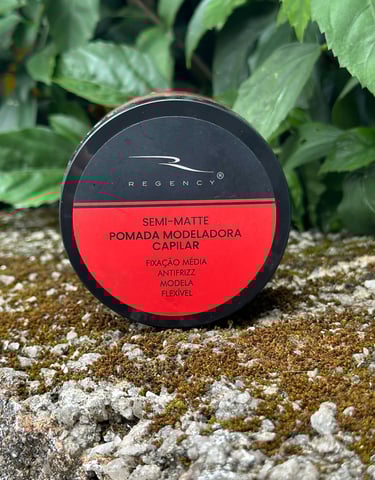 REGENCY®
SEMI-MATTE
POMADA MODELADORA
CAPILAR
FIXAÇÃO MÉDIA
ANTIFRIZZ
MODELA
FLEXÍVEL